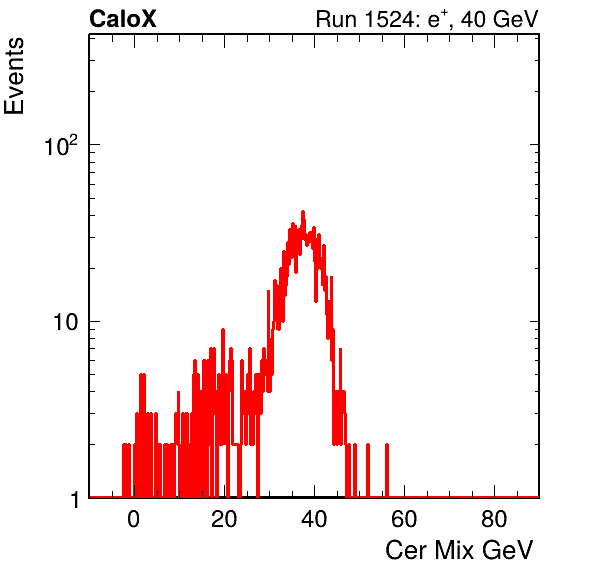 CaloX Run 1524: e⁺, 40 GeV
Events
10²
10
1
0 20 40 60 80
Cer Mix GeV